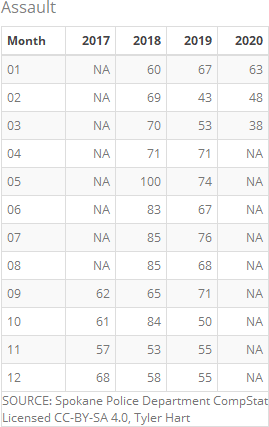 Assault
Month 2017 2018 2019 2020
01 NA 60 67 63
02 NA 69 43 48
03 NA 70 53 38
04 NA 71 71 NA
05 NA 100 74 NA
06 NA 83 67 NA
07 NA 85 76 NA
08 NA 85 68 NA
09 62 65 71 NA
10 61 84 50 NA
11 57 53 55 NA
12 68 58 55 NA
SOURCE: Spokane Police Department CompStat
Licensed CC-BY-SA 4.0, Tyler Hart